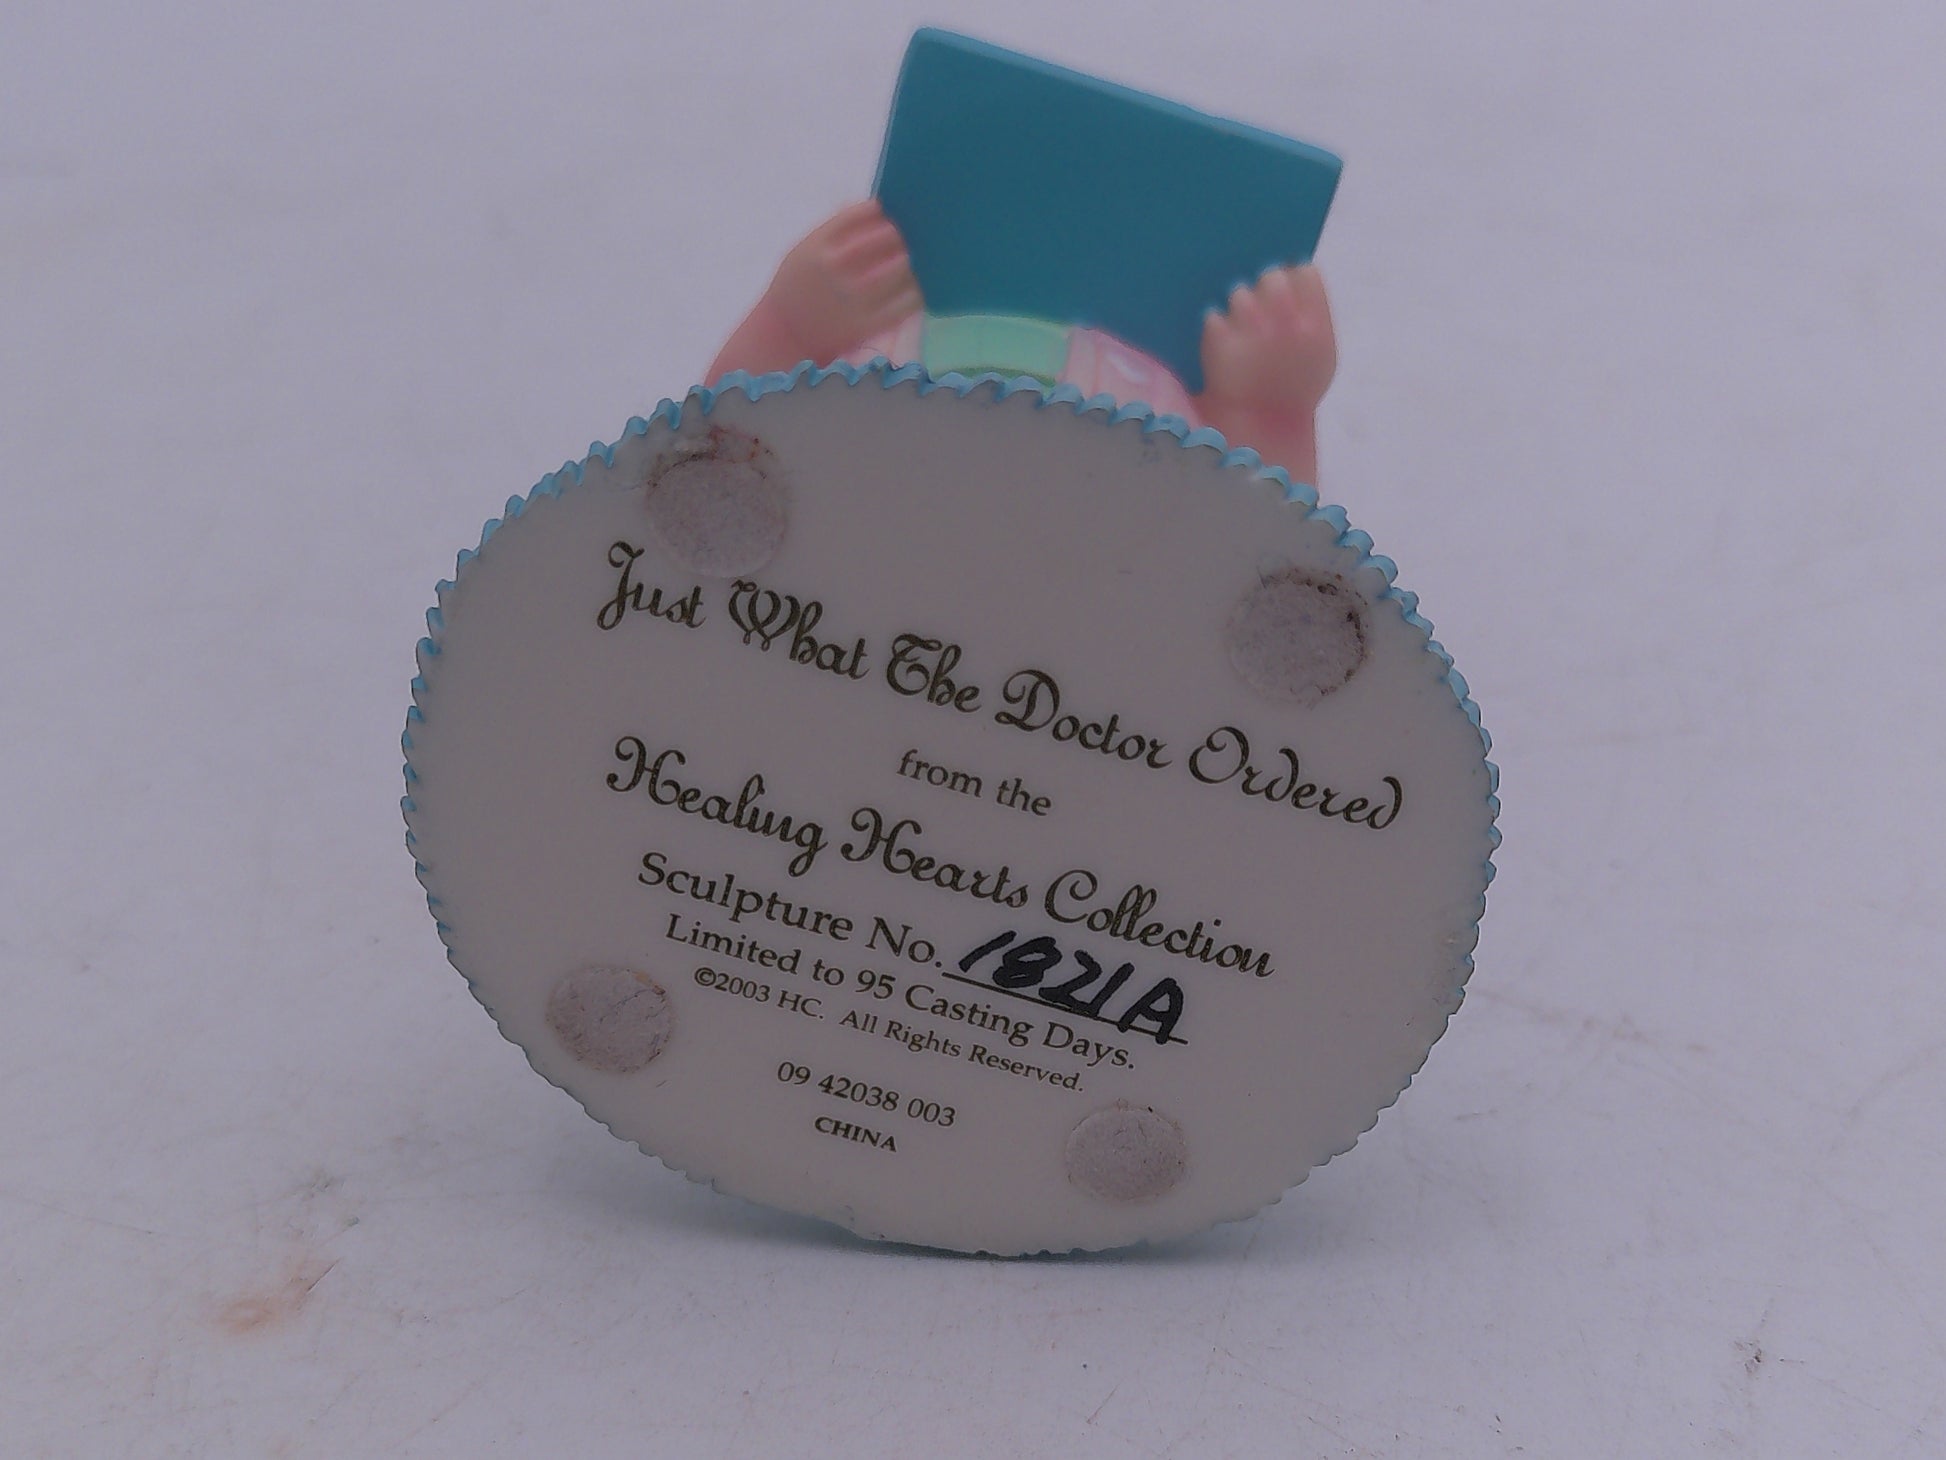 Just What The Doctor Ordered
from the
Healing Hearts Collection
Sculpture No. 1821A
Limited to 95 Casting Days.
©2003 HC. All Rights Reserved.
09 42038 003
CHINA